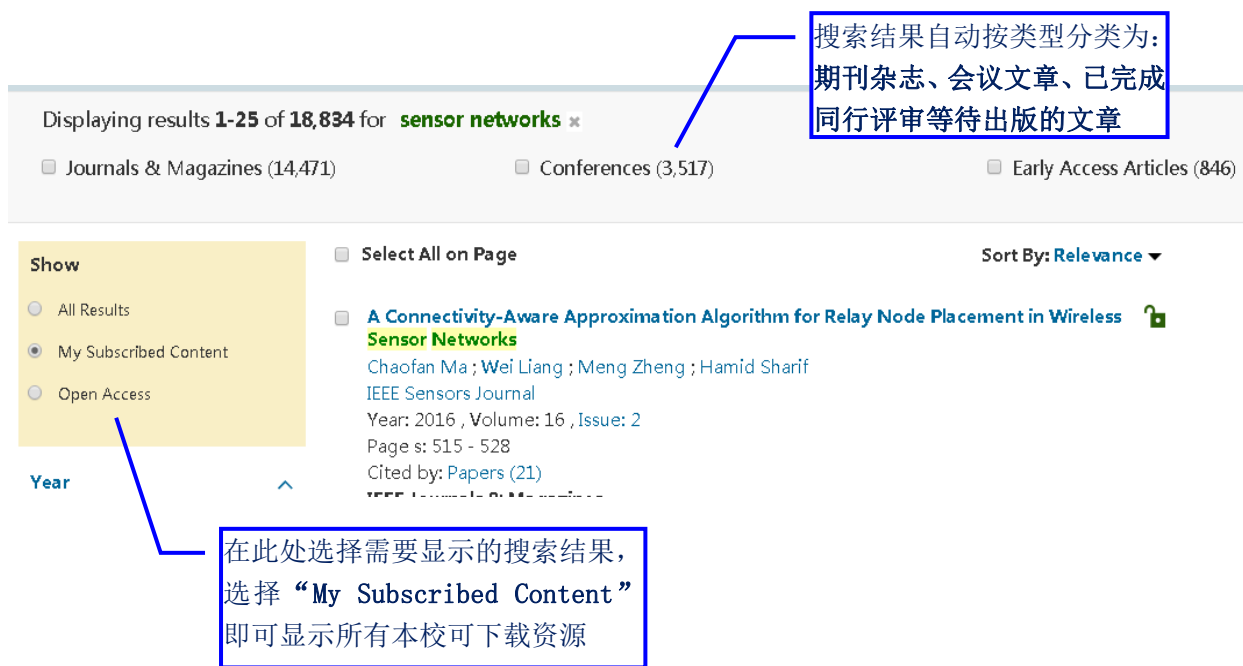 搜索结果自动按类型分类为:
期刊杂志、会议文章、已完成
同行评审等待出版的文章
Displaying results 1-25 of 18,834 for sensor networks ×
Journals & Magazines (14,471)
Conferences (3,517)
Early Access Articles (846)
Show
All Results
My Subscribed Content
Open Access
Year
Select All on Page
Sort By: Relevance
A Connectivity-Aware Approximation Algorithm for Relay Node Placement in Wireless
Sensor Networks
Chaofan Ma ; Wei Liang ; Meng Zheng ; Hamid Sharif
IEEE Sensors Journal
Year: 2016 , Volume: 16 , Issue: 2
Page s: 515 - 528
Cited by: Papers (21)
IEEE Journals & Magazines
在此处选择需要显示的搜索结果，
选择“My Subscribed Content”
即可显示所有本校可下载资源